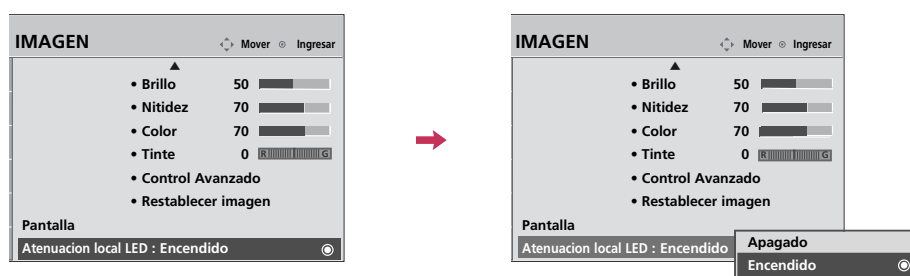 IMAGEN Mover Ingresar
• Brillo 50
• Nitidez 70
• Color 70
• Tinte 0 R G
• Control Avanzado
• Restablecer imagen
Pantalla
Atenuacion local LED : Encendido
IMAGEN Mover Ingresar
• Brillo 50
• Nitidez 70
• Color 70
• Tinte 0 R G
• Control Avanzado
• Restablecer imagen
Pantalla
Atenuacion local LED : Encendido
Apagado
Encendido